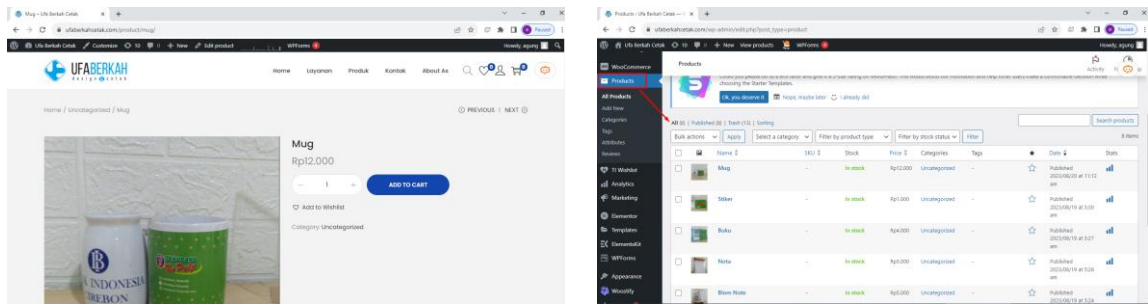 Mug – Ufa Berkah Cetak
ufaberkahcetak.com/product/mug/
Paused
Ufa Berkah Cetak Customize 10 + New Edit product WPForms
Howdy, agung
UFABERKAH
design & cetak
Home Layanan Produk Kontak About As
Home / Uncategorized / Mug
PREVIOUS | NEXT
Mug
Rp12.000
- 1 +
ADD TO CART
Add to Wishlist
Category: Uncategorized
B
INDONESIA
CIREBON
Products ‹ Ufa Berkah Cetak —
ufaberkahcetak.com/wp-admin/edit.php?post_type=product
Paused
Ufa Berkah Cetak 10 + New View products WPForms
Howdy, agung
WooCommerce
Products
All Products
Add New
Categories
Tags
Attributes
Reviews
TI Wishlist
Analytics
Marketing
Elementor
Templates
ElementsKit
WPForms
Appearance
Woostify
Products
Activity
choosing the Starter Templates.
Ok, you deserve it Nope, maybe later I already did
All (8) | Published (8) | Trash (13) | Sorting
Search products
Bulk actions Apply Select a category Filter by product type Filter by stock status Filter
8 items
Name SKU Stock Price Categories Tags Date Stats
Mug - In stock Rp12.000 Uncategorized - Published
2023/08/20 at 11:12
am
Stiker - In stock Rp1.000 Uncategorized - Published
2023/08/19 at 5:30
am
Buku - In stock Rp4.000 Uncategorized - Published
2023/08/19 at 5:27
am
Nota - In stock Rp5.000 Uncategorized - Published
2023/08/19 at 5:26
am
Blom Note - In stock Rp5.000 Uncategorized - Published
2023/08/19 at 5:24